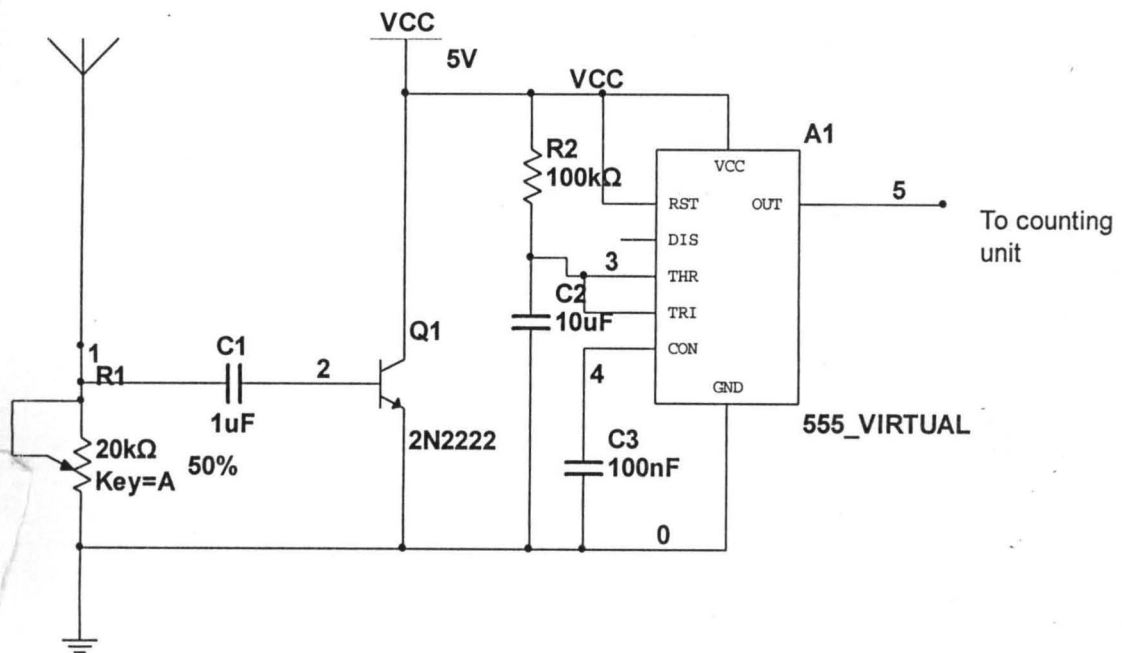 VCC
5V
VCC
A1
R2
100kΩ
VCC
RST
OUT
5
DIS
THR
TRI
CON
GND
To counting
unit
3
C2
10uF
4
1
R1
C1
1uF
2
Q1
2N2222
555_VIRTUAL
20kΩ
Key=A
50%
C3
100nF
0